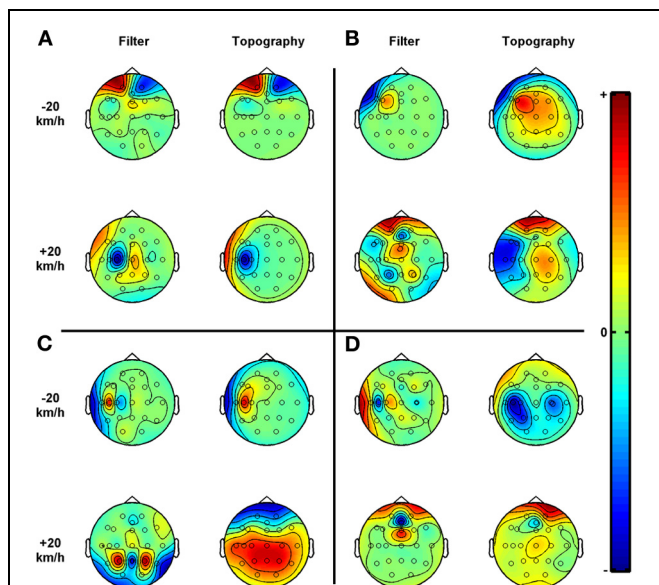 A Filter Topography B Filter Topography
+
-20
km/h
+20
km/h
0
C D
-20
km/h
+20
km/h
-